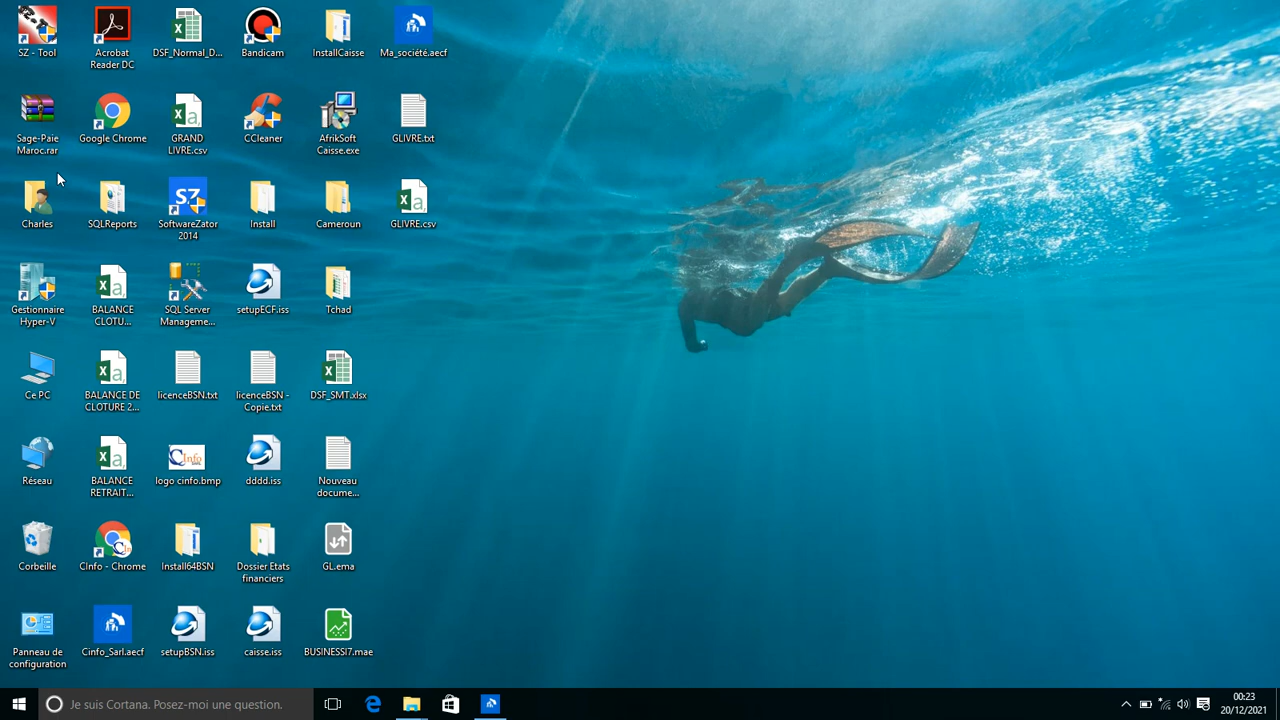 SZ - Tool
Acrobat
Reader DC
DSF_Normal_D...
Bandicam
InstallCaisse
Ma_société.aecf
Sage-Paie
Maroc.rar
Google Chrome
GRAND
LIVRE.csv
CCleaner
AfrikSoft
Caisse.exe
GLIVRE.txt
Charles
SQLReports
SZ
SoftwareZator
2014
Install
Cameroun
GLIVRE.csv
Gestionnaire
Hyper-V
BALANCE
CLOTU...
SQL Server
Manageme...
setupECF.iss
Tchad
Ce PC
BALANCE DE
CLOTURE 2...
licenceBSN.txt
licenceBSN -
Copie.txt
DSF_SMT.xlsx
Réseau
BALANCE
RETRAIT...
CInfo
logo cinfo.bmp
dddd.iss
Nouveau
docume...
Corbeille
CInfo - Chrome
Install64BSN
Dossier Etats
financiers
GL.ema
Panneau de
configuration
Cinfo_Sarl.aecf
setupBSN.iss
caisse.iss
BUSINESSI7.mae
Je suis Cortana. Posez-moi une question.
00:23
20/12/2021